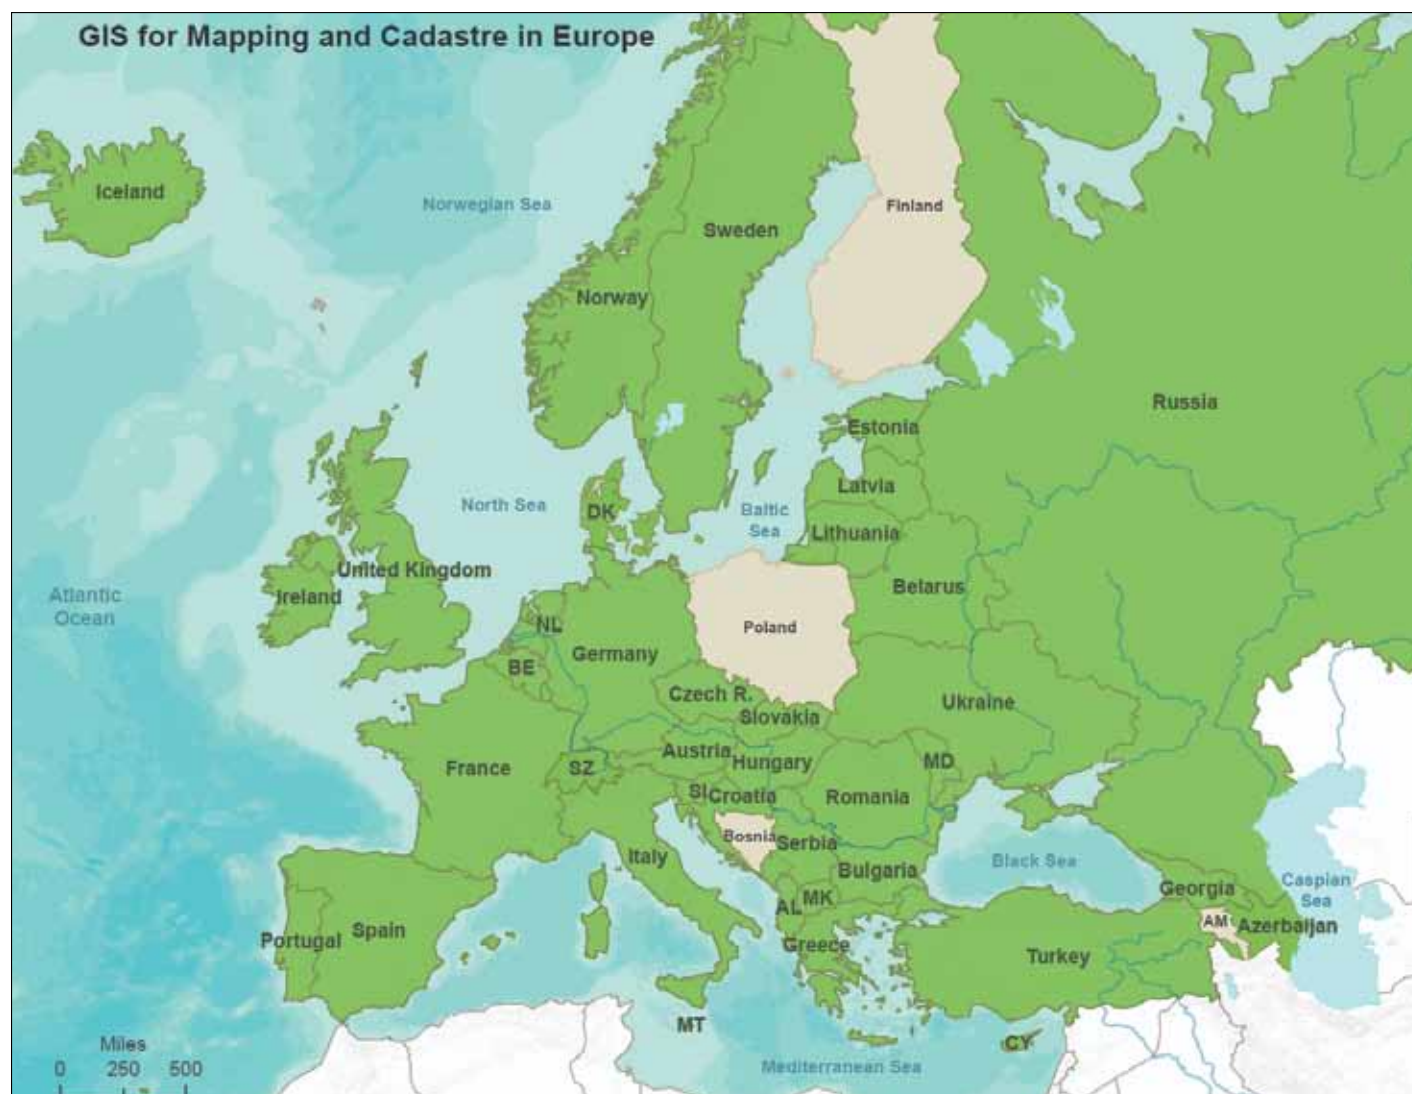 GIS for Mapping and Cadastre in Europe
Iceland
Norwegian Sea
Finland
Sweden
Norway
Russia
Estonia
Latvia
North Sea
Baltic
Sea
DK
Lithuania
United Kingdom
Belarus
Atlantic
Ocean
Ireland
NL
Poland
Germany
BE
Czech R.
Ukraine
Slovakia
Austria
Hungary
MD
France
SZ
SI
Croatia
Romania
Bosnia
Serbia
Italy
Black Sea
Bulgaria
Georgia
Caspian
Sea
AL
MK
AM
Azerbaijan
Portugal
Spain
Greece
Turkey
MT
CY
Miles
0 250 500
Mediterranean Sea